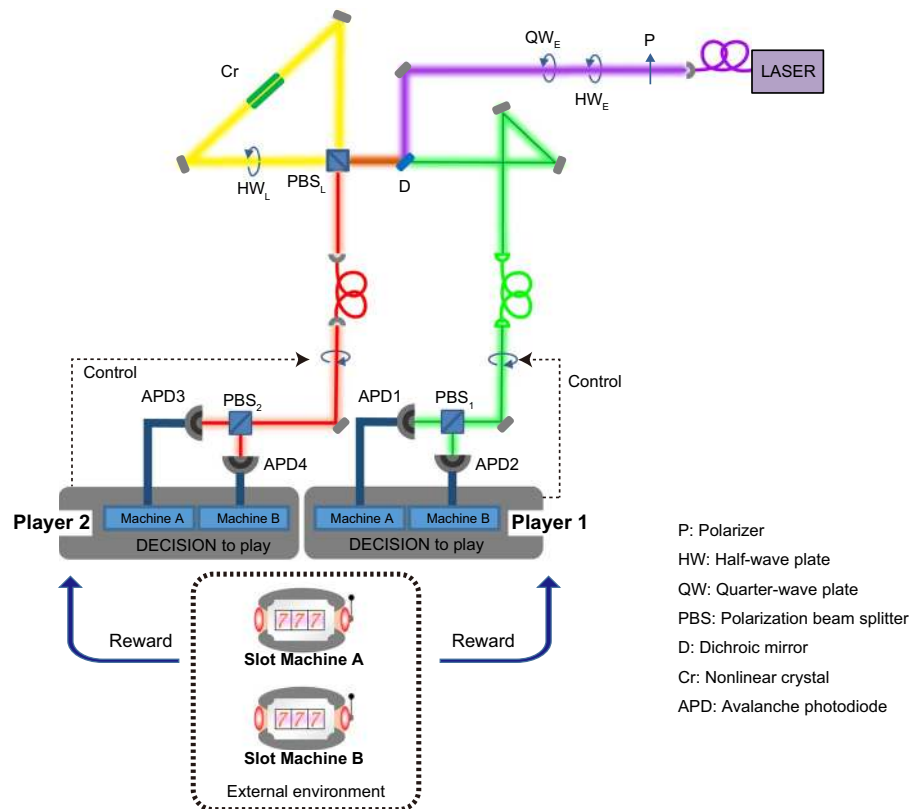 QW_E
P
LASER
Cr
HW_E
HW_L
PBS_L
D
Control
Control
APD3
PBS_2
APD1
PBS_1
APD4
APD2
Player 2
Machine A
Machine B
Machine A
Machine B
Player 1
DECISION to play
DECISION to play
P: Polarizer
HW: Half-wave plate
QW: Quarter-wave plate
PBS: Polarization beam splitter
D: Dichroic mirror
Cr: Nonlinear crystal
APD: Avalanche photodiode
Reward
777
Reward
Slot Machine A
777
Slot Machine B
External environment